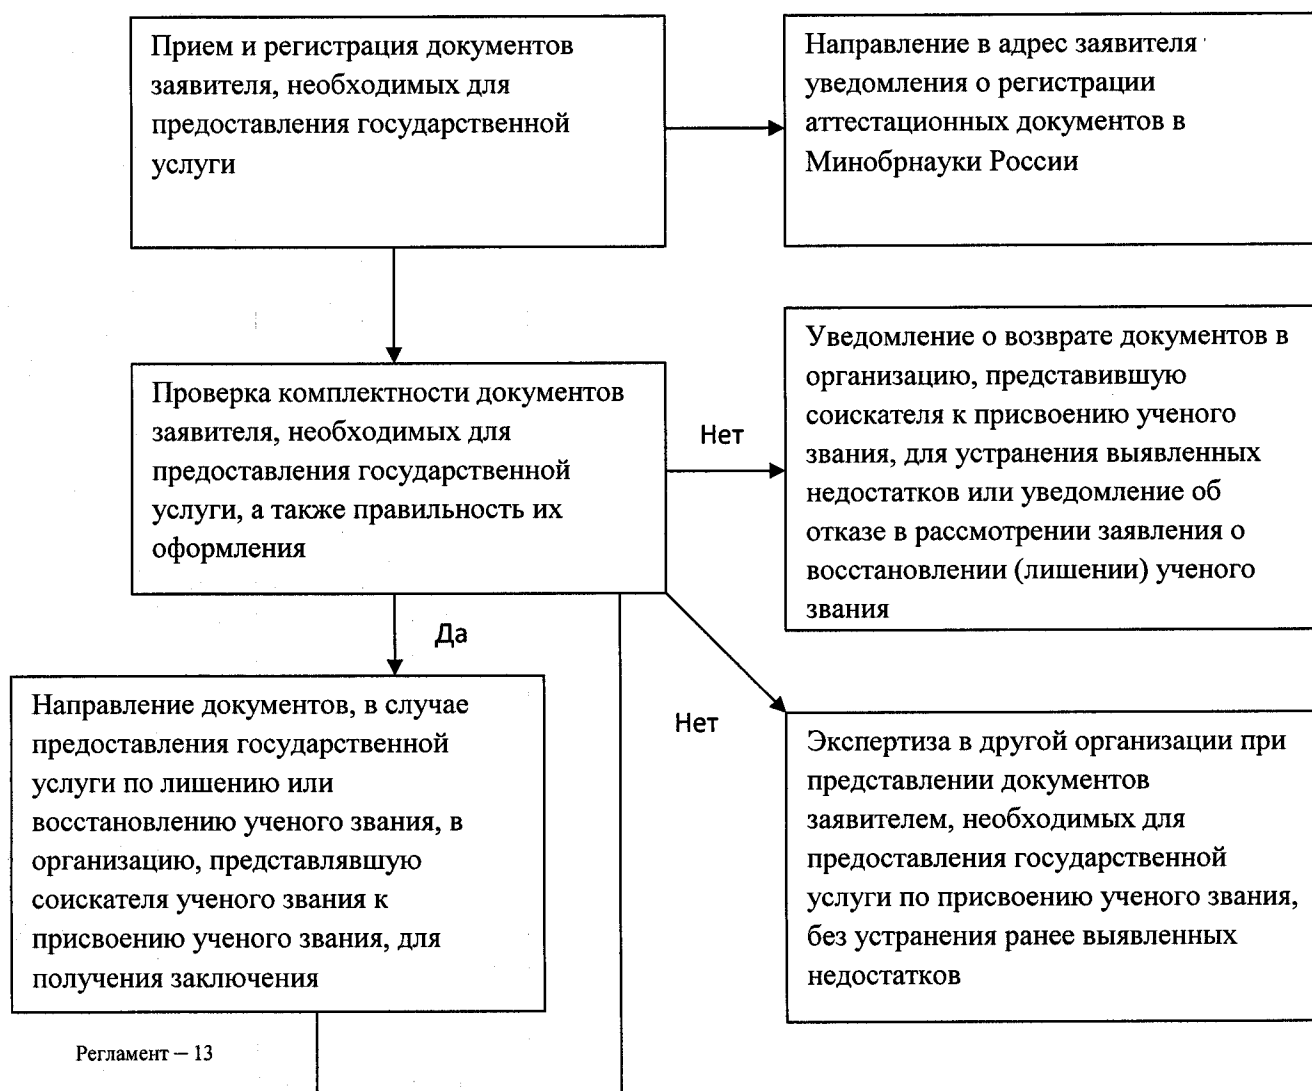 Прием и регистрация документов
заявителя, необходимых для
предоставления государственной
услуги
Направление в адрес заявителя
уведомления о регистрации
аттестационных документов в
Минобрнауки России
Проверка комплектности документов
заявителя, необходимых для
предоставления государственной
услуги, а также правильность их
оформления
Нет
Уведомление о возврате документов в
организацию, представившую
соискателя к присвоению ученого
звания, для устранения выявленных
недостатков или уведомление об
отказе в рассмотрении заявления о
восстановлении (лишении) ученого
звания
Да
Направление документов, в случае
предоставления государственной
услуги по лишению или
восстановлению ученого звания, в
организацию, представлявшую
соискателя ученого звания к
присвоению ученого звания, для
получения заключения
Нет
Экспертиза в другой организации при
представлении документов
заявителем, необходимых для
предоставления государственной
услуги по присвоению ученого звания,
без устранения ранее выявленных
недостатков
Регламент – 13